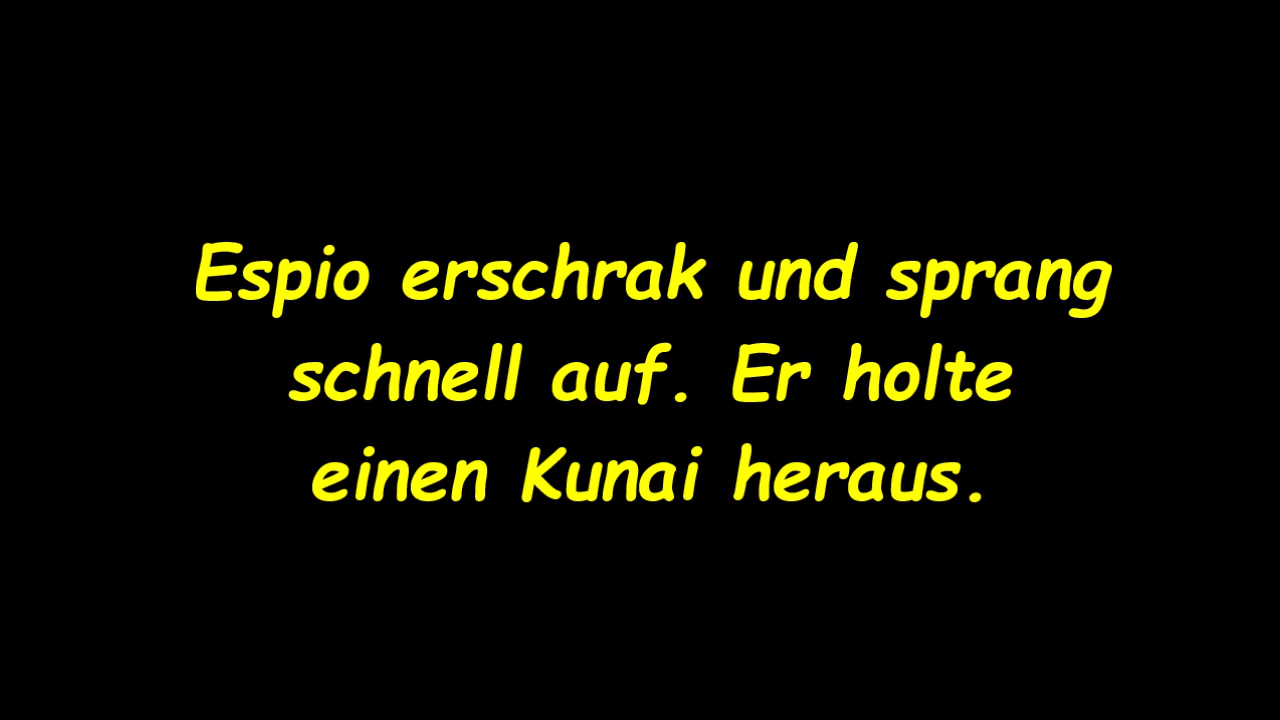 Espio erschrak und sprang
schnell auf. Er holte
einen Kunai heraus.